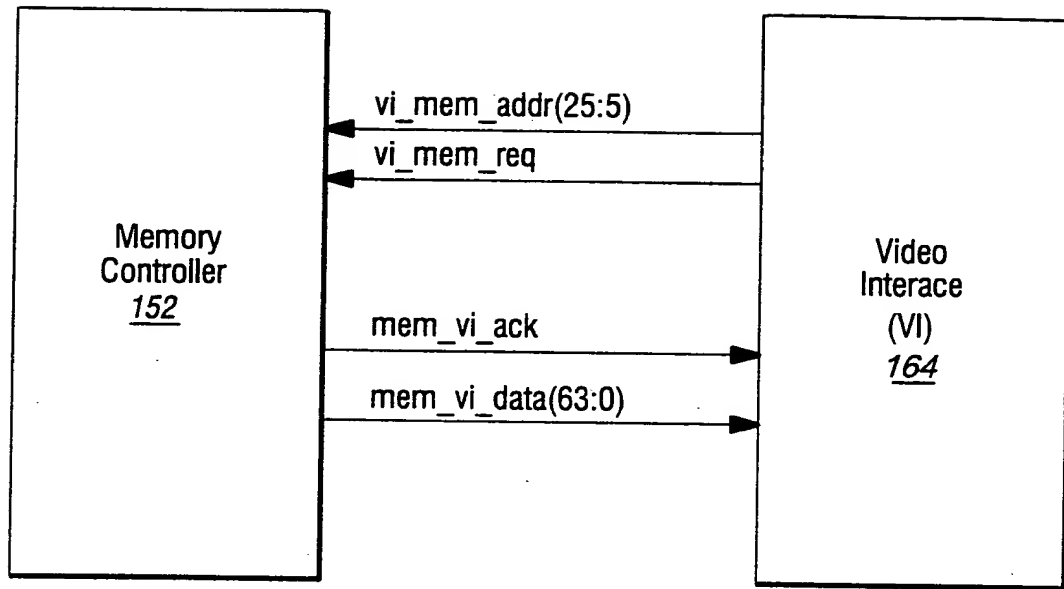 vi_mem_addr(25:5)
vi_mem_req
Memory
Controller
152
mem_vi_ack
mem_vi_data(63:0)
Video
Interace
(VI)
164